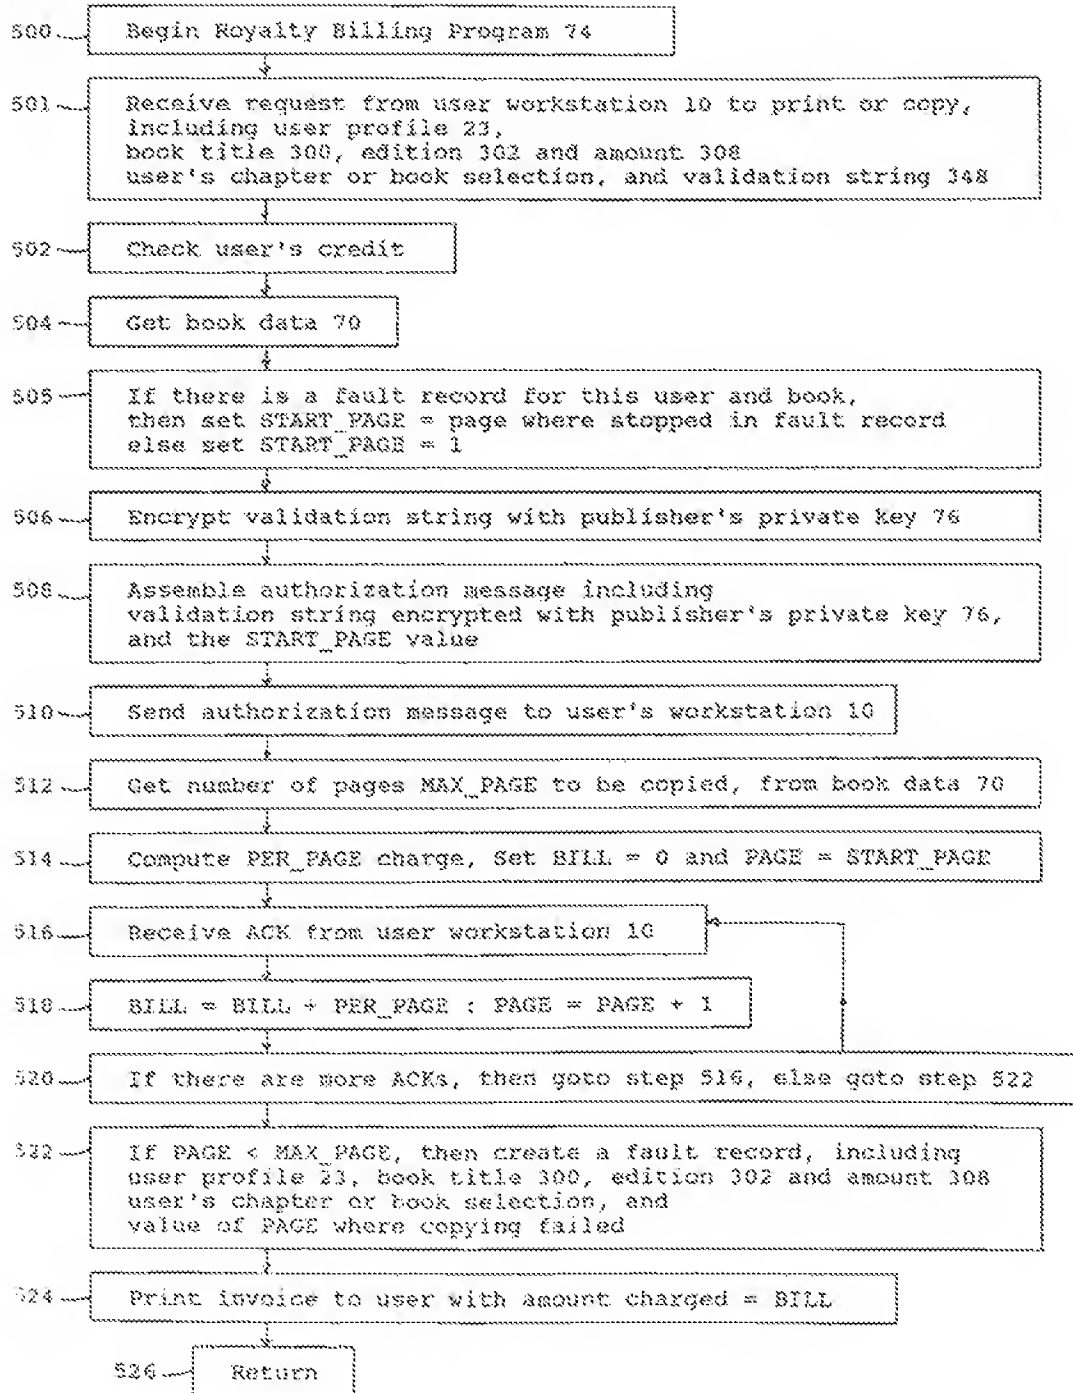 500 Begin Royalty Billing Program 74
501 Receive request from user workstation 10 to print or copy,
including user profile 23,
book title 300, edition 302 and amount 308
user's chapter or book selection, and validation string 348
502 Check user's credit
504 Get book data 70
505 If there is a fault record for this user and book,
then set START_PAGE = page where stopped in fault record
else set START_PAGE = 1
506 Encrypt validation string with publisher's private key 76
508 Assemble authorization message including
validation string encrypted with publisher's private key 76,
and the START_PAGE value
510 Send authorization message to user's workstation 10
512 Get number of pages MAX_PAGE to be copied, from book data 70
514 Compute PER_PAGE charge, Set BILL = 0 and PAGE = START_PAGE
516 Receive ACK from user workstation 10
518 BILL = BILL + PER_PAGE : PAGE = PAGE + 1
520 If there are more ACKs, then goto step 516, else goto step 522
522 If PAGE < MAX_PAGE, then create a fault record, including
user profile 23, book title 300, edition 302 and amount 308
user's chapter or book selection, and
value of PAGE where copying failed
524 Print invoice to user with amount charged = BILL
526 Return